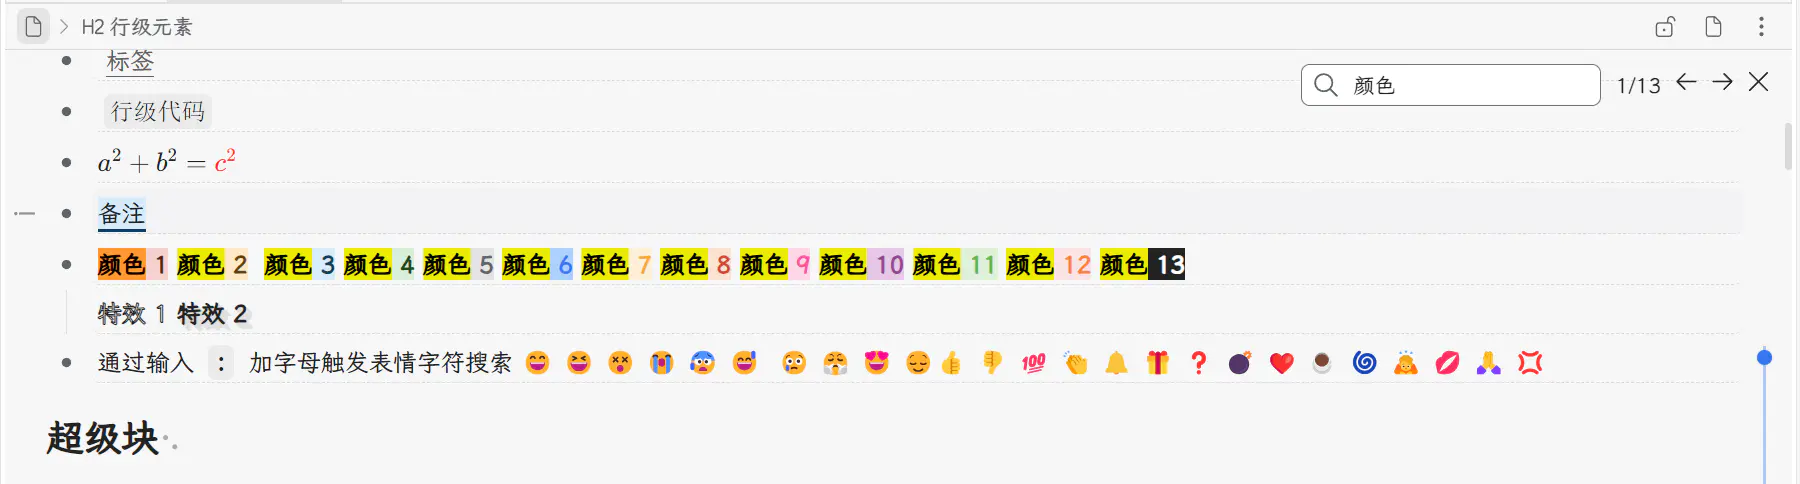 H2 行级元素
标签
颜色 1/13
行级代码
a² + b² = c²
备注
颜色 1 颜色 2 颜色 3 颜色 4 颜色 5 颜色 6 颜色 7 颜色 8 颜色 9 颜色 10 颜色 11 颜色 12 颜色 13
特效 1 特效 2
通过输入 : 加字母触发表情字符搜索 😄 😆 😵 😭 😰 😅 😢 😤 😍 😌 👍 👎 💯 👏 🔔 🎁 ❓ 💣 ❤️ ☕ 🌀 🙇 💋 🙏 💢
超级块